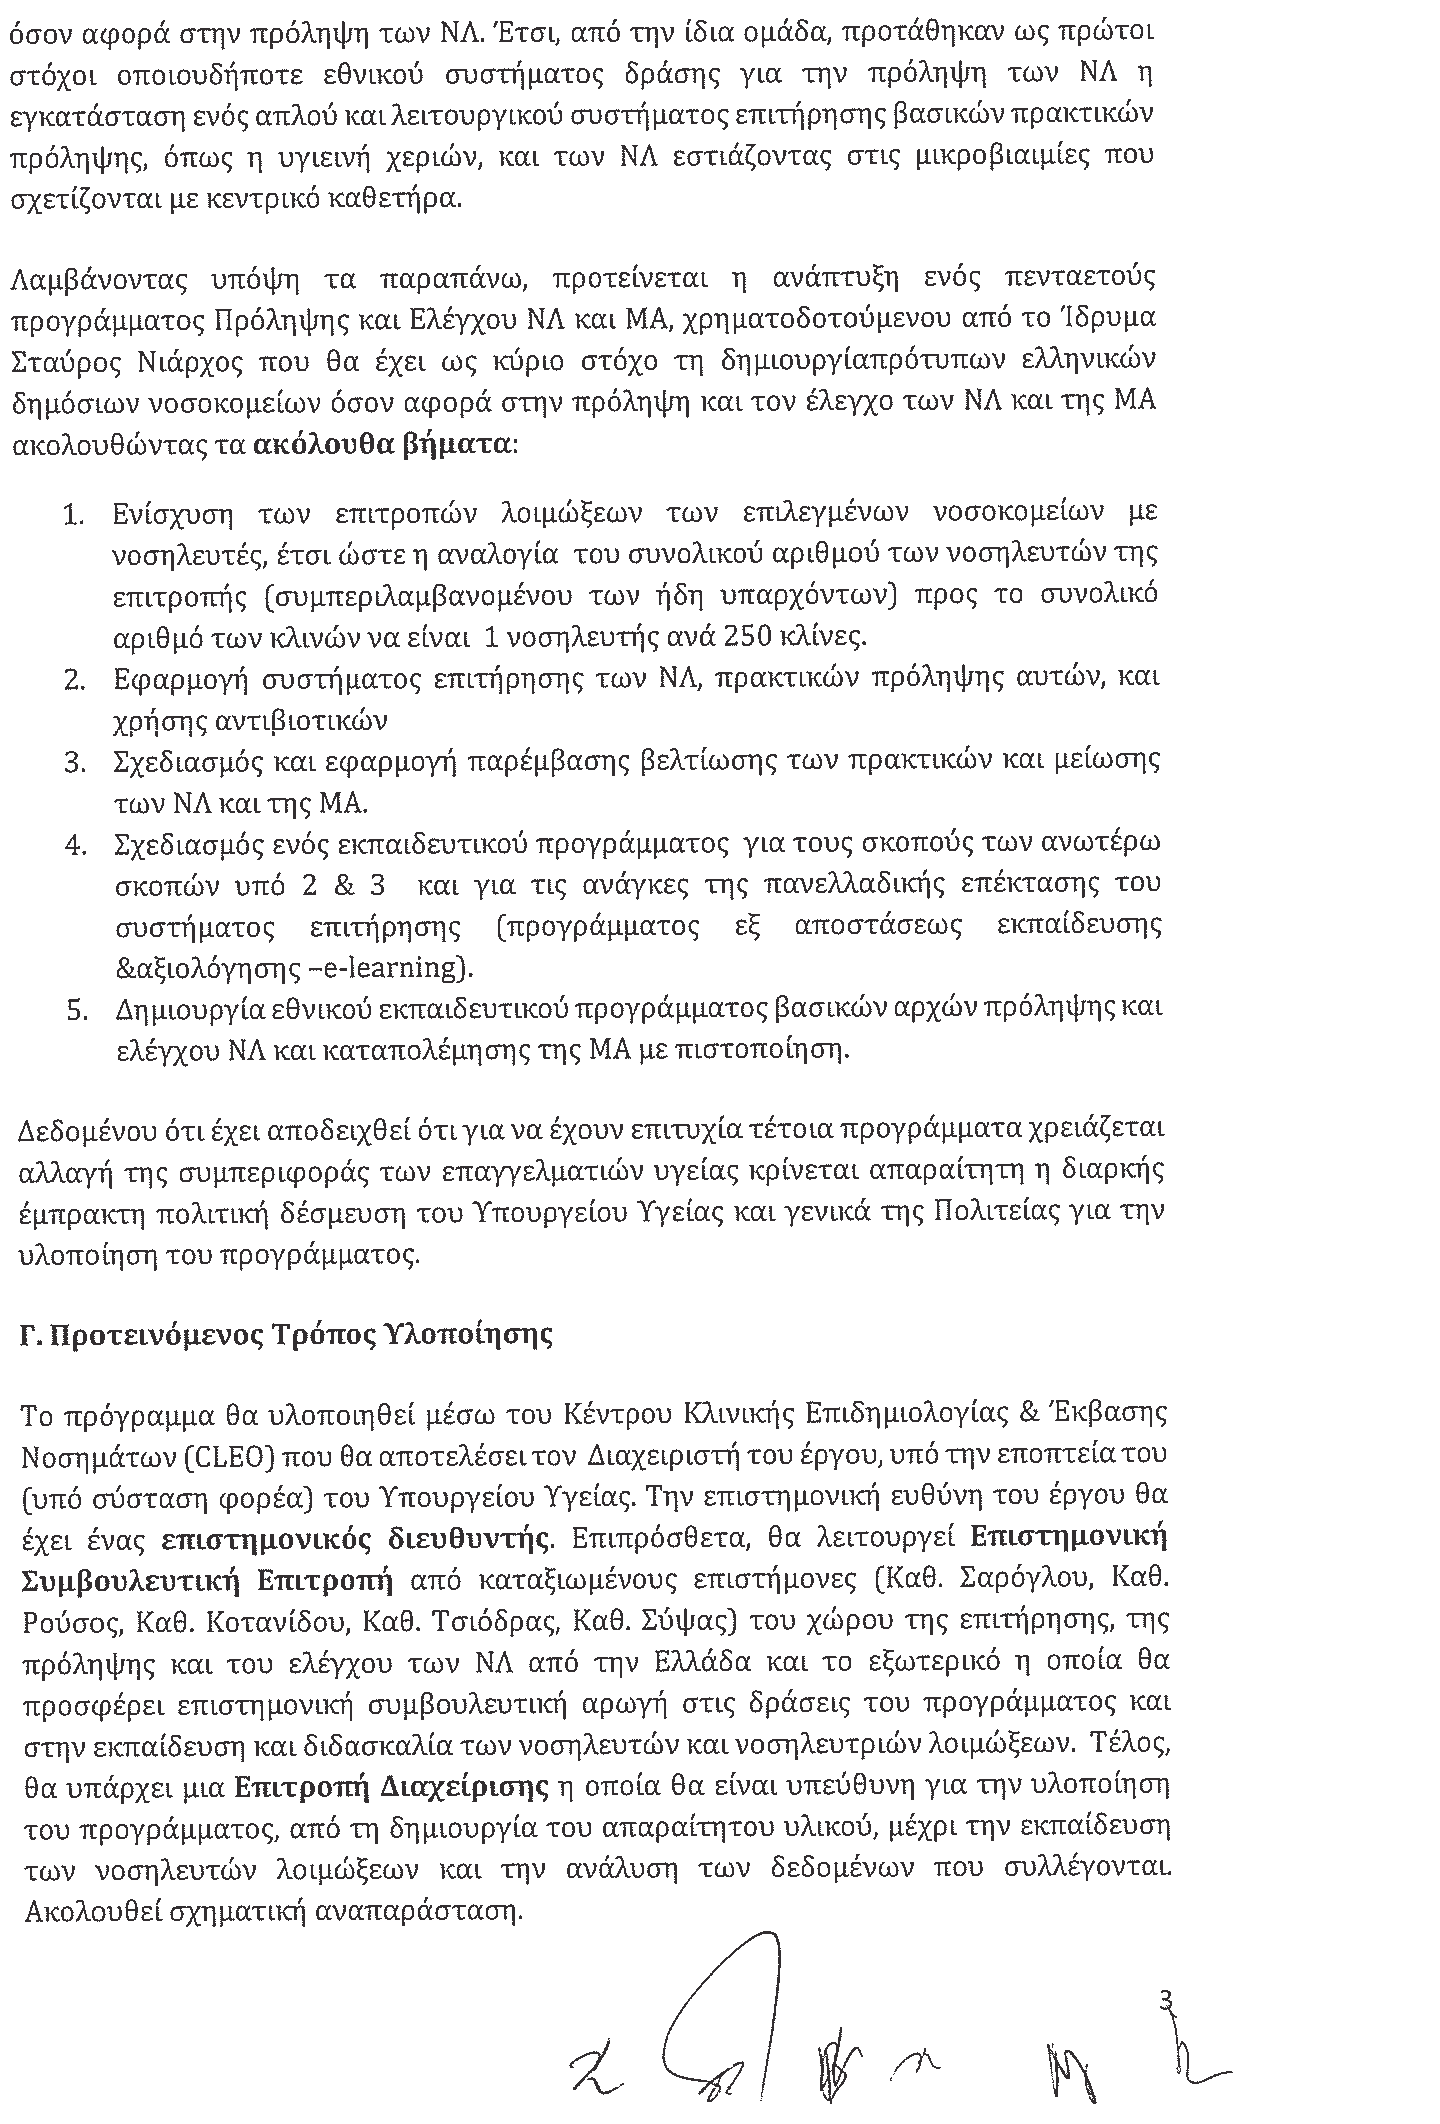 όσον αφορά στην πρόληψη των ΝΛ. Έτσι, από την ίδια ομάδα, προτάθηκαν ως πρώτοι
στόχοι οποιουδήποτε εθνικού συστήματος δράσης για την πρόληψη των ΝΛ η
εγκατάσταση ενός απλού και λειτουργικού συστήματος επιτήρησης βασικών πρακτικών
πρόληψης, όπως η υγιεινή χεριών, και των ΝΛ εστιάζοντας στις μικροβιαιμίες που
σχετίζονται με κεντρικό καθετήρα.
Λαμβάνοντας υπόψη τα παραπάνω, προτείνεται η ανάπτυξη ενός πενταετούς
προγράμματος Πρόληψης και Ελέγχου ΝΛ και ΜΑ, χρηματοδοτούμενου από το Ίδρυμα
Σταύρος Νιάρχος που θα έχει ως κύριο στόχο τη δημιουργίαπρότυπων ελληνικών
δημόσιων νοσοκομείων όσον αφορά στην πρόληψη και τον έλεγχο των ΝΛ και της ΜΑ
ακολουθώντας τα ακόλουθα βήματα:
1. Ενίσχυση των επιτροπών λοιμώξεων των επιλεγμένων νοσοκομείων με
νοσηλευτές, έτσι ώστε η αναλογία του συνολικού αριθμού των νοσηλευτών της
επιτροπής (συμπεριλαμβανομένου των ήδη υπαρχόντων) προς το συνολικό
αριθμό των κλινών να είναι 1 νοσηλευτής ανά 250 κλίνες.
2. Εφαρμογή συστήματος επιτήρησης των ΝΛ, πρακτικών πρόληψης αυτών, και
χρήσης αντιβιοτικών
3. Σχεδιασμός και εφαρμογή παρέμβασης βελτίωσης των πρακτικών και μείωσης
των ΝΛ και της ΜΑ.
4. Σχεδιασμός ενός εκπαιδευτικού προγράμματος για τους σκοπούς των ανωτέρω
σκοπών υπό 2 & 3 και για τις ανάγκες της πανελλαδικής επέκτασης του
συστήματος επιτήρησης (προγράμματος εξ αποστάσεως εκπαίδευσης
&αξιολόγησης –e-learning).
5. Δημιουργία εθνικού εκπαιδευτικού προγράμματος βασικών αρχών πρόληψης και
ελέγχου ΝΛ και καταπολέμησης της ΜΑ με πιστοποίηση.
Δεδομένου ότι έχει αποδειχθεί ότι για να έχουν επιτυχία τέτοια προγράμματα χρειάζεται
αλλαγή της συμπεριφοράς των επαγγελματιών υγείας κρίνεται απαραίτητη η διαρκής
έμπρακτη πολιτική δέσμευση του Υπουργείου Υγείας και γενικά της Πολιτείας για την
υλοποίηση του προγράμματος.
Γ. Προτεινόμενος Τρόπος Υλοποίησης
Το πρόγραμμα θα υλοποιηθεί μέσω του Κέντρου Κλινικής Επιδημιολογίας & Έκβασης
Νοσημάτων (CLEO) που θα αποτελέσει τον Διαχειριστή του έργου, υπό την εποπτεία του
(υπό σύσταση φορέα) του Υπουργείου Υγείας. Την επιστημονική ευθύνη του έργου θα
έχει ένας επιστημονικός διευθυντής. Επιπρόσθετα, θα λειτουργεί Επιστημονική
Συμβουλευτική Επιτροπή από καταξιωμένους επιστήμονες (Καθ. Σαρόγλου, Καθ.
Ρούσος, Καθ. Κοτανίδου, Καθ. Τσιόδρας, Καθ. Σύψας) του χώρου της επιτήρησης, της
πρόληψης και του ελέγχου των ΝΛ από την Ελλάδα και το εξωτερικό η οποία θα
προσφέρει επιστημονική συμβουλευτική αρωγή στις δράσεις του προγράμματος και
στην εκπαίδευση και διδασκαλία των νοσηλευτών και νοσηλευτριών λοιμώξεων. Τέλος,
θα υπάρχει μια Επιτροπή Διαχείρισης η οποία θα είναι υπεύθυνη για την υλοποίηση
του προγράμματος, από τη δημιουργία του απαραίτητου υλικού, μέχρι την εκπαίδευση
των νοσηλευτών λοιμώξεων και την ανάλυση των δεδομένων που συλλέγονται.
Ακολουθεί σχηματική αναπαράσταση.
3